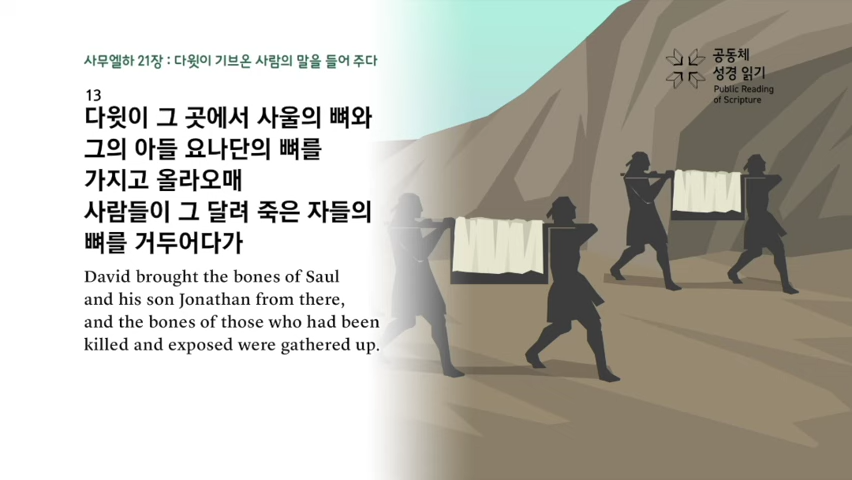 사무엘하 21장 : 다윗이 기브온 사람의 말을 들어 주다
13
다윗이 그 곳에서 사울의 뼈와
그의 아들 요나단의 뼈를
가지고 올라오매
사람들이 그 달려 죽은 자들의
뼈를 거두어다가
David brought the bones of Saul
and his son Jonathan from there,
and the bones of those who had been
killed and exposed were gathered up.
공동체
성경 읽기
Public Reading
of Scripture